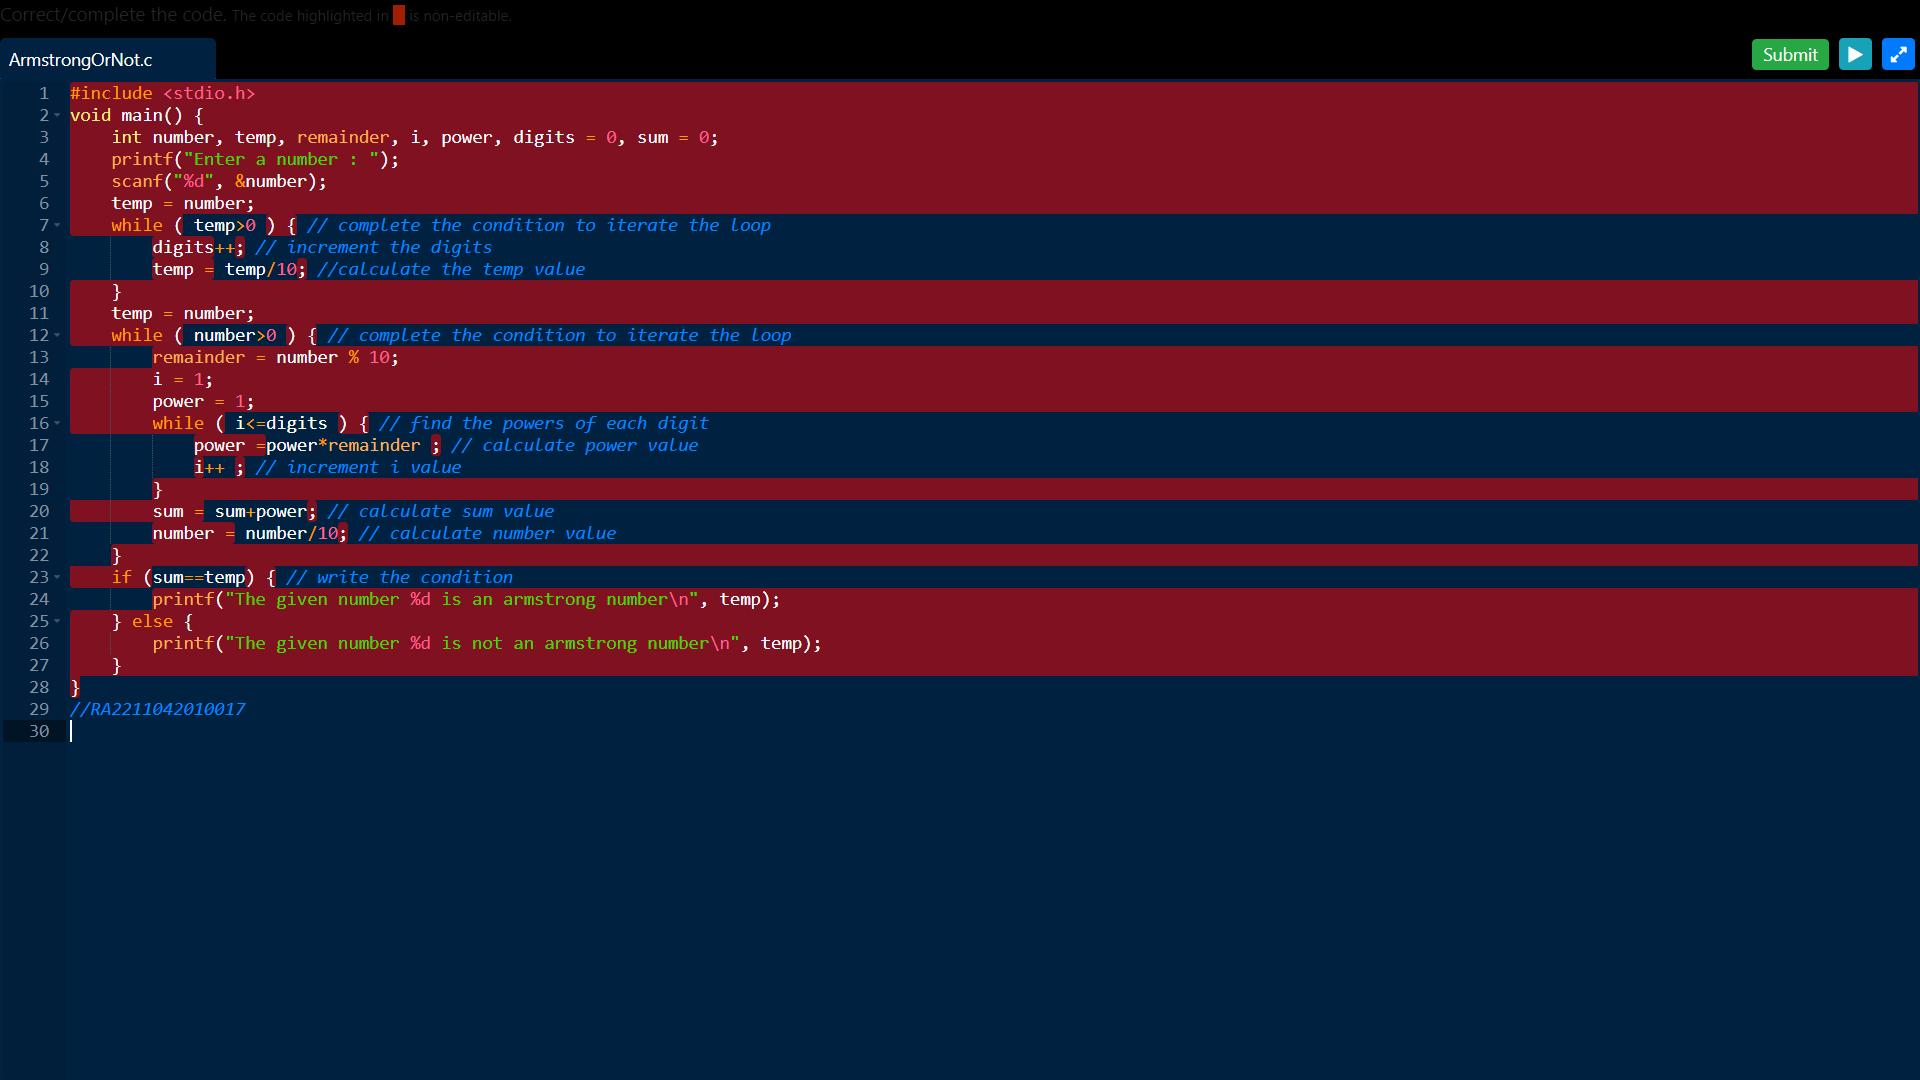 Correct/complete the code. The code highlighted in is non-editable.
ArmstrongOrNot.c
Submit
1 #include <stdio.h>
2 void main() {
3     int number, temp, remainder, i, power, digits = 0, sum = 0;
4     printf("Enter a number : ");
5     scanf("%d", &number);
6     temp = number;
7     while ( temp>0 ) { // complete the condition to iterate the loop
8         digits++; // increment the digits
9         temp = temp/10; //calculate the temp value
10     }
11     temp = number;
12     while ( number>0 ) { // complete the condition to iterate the loop
13         remainder = number % 10;
14         i = 1;
15         power = 1;
16         while ( i<=digits ) { // find the powers of each digit
17             power =power*remainder ; // calculate power value
18             i++ ; // increment i value
19         }
20         sum = sum+power; // calculate sum value
21         number = number/10; // calculate number value
22     }
23     if (sum==temp) { // write the condition
24         printf("The given number %d is an armstrong number\n", temp);
25     } else {
26         printf("The given number %d is not an armstrong number\n", temp);
27     }
28 }
29 //RA2211042010017
30